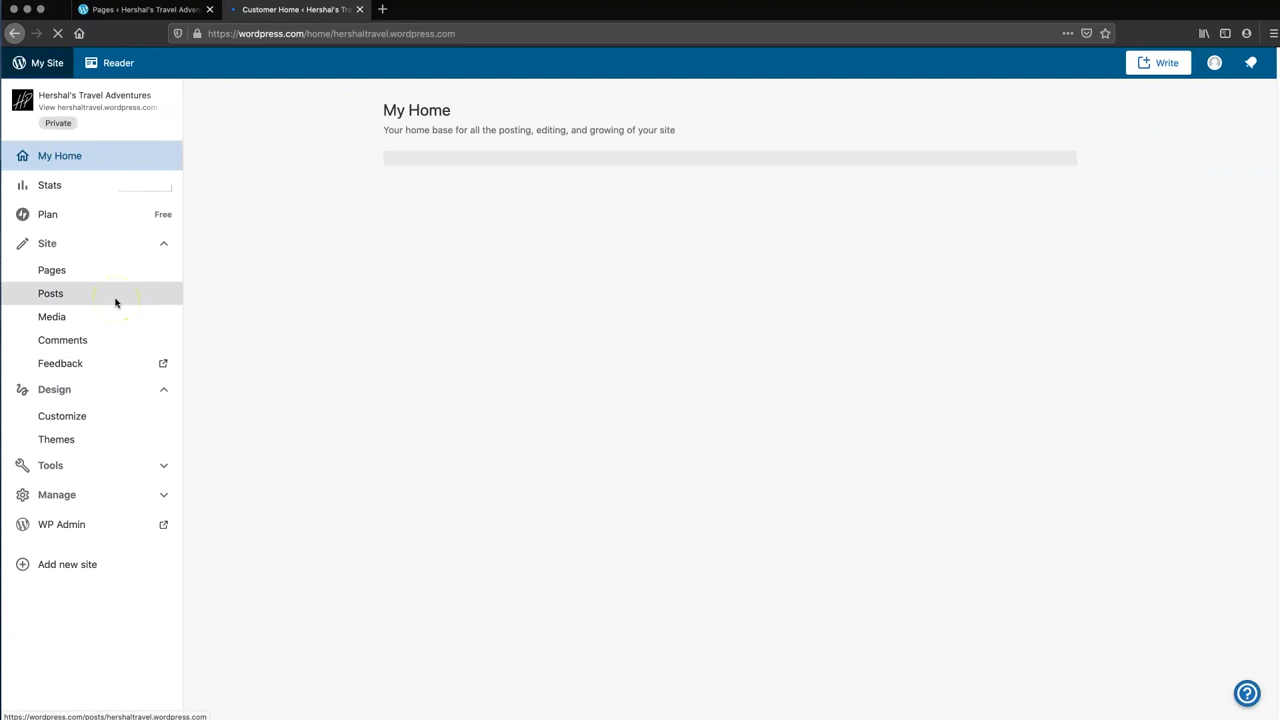 Pages ‹ Hershal's Travel Adven
Customer Home ‹ Hershal's Tra
https://wordpress.com/home/hershaltravel.wordpress.com
My Site
Reader
Write
Hershal's Travel Adventures
View hershaltravel.wordpress.com
Private
My Home
Your home base for all the posting, editing, and growing of your site
My Home
Stats
Plan
Free
Site
Pages
Posts
Media
Comments
Feedback
Design
Customize
Themes
Tools
Manage
WP Admin
Add new site
https://wordpress.com/posts/hershaltravel.wordpress.com